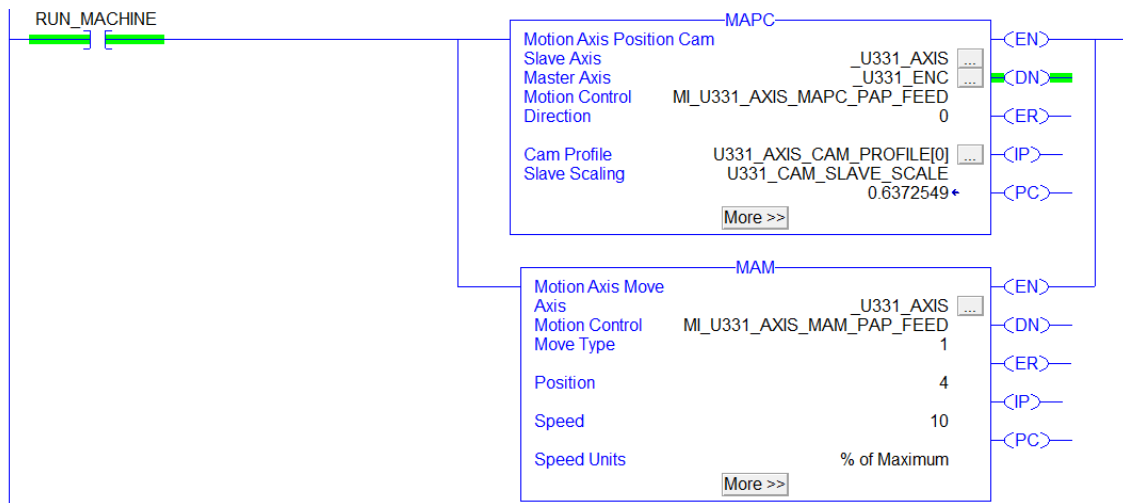 RUN_MACHINE
MAPC
Motion Axis Position Cam
Slave Axis _U331_AXIS ...
Master Axis _U331_ENC ...
Motion Control MI_U331_AXIS_MAPC_PAP_FEED
Direction 0
Cam Profile U331_AXIS_CAM_PROFILE[0] ...
Slave Scaling U331_CAM_SLAVE_SCALE
0.6372549
More >>
EN
DN
ER
IP
PC
MAM
Motion Axis Move
Axis _U331_AXIS ...
Motion Control MI_U331_AXIS_MAM_PAP_FEED
Move Type 1
Position 4
Speed 10
Speed Units % of Maximum
More >>
EN
DN
ER
IP
PC